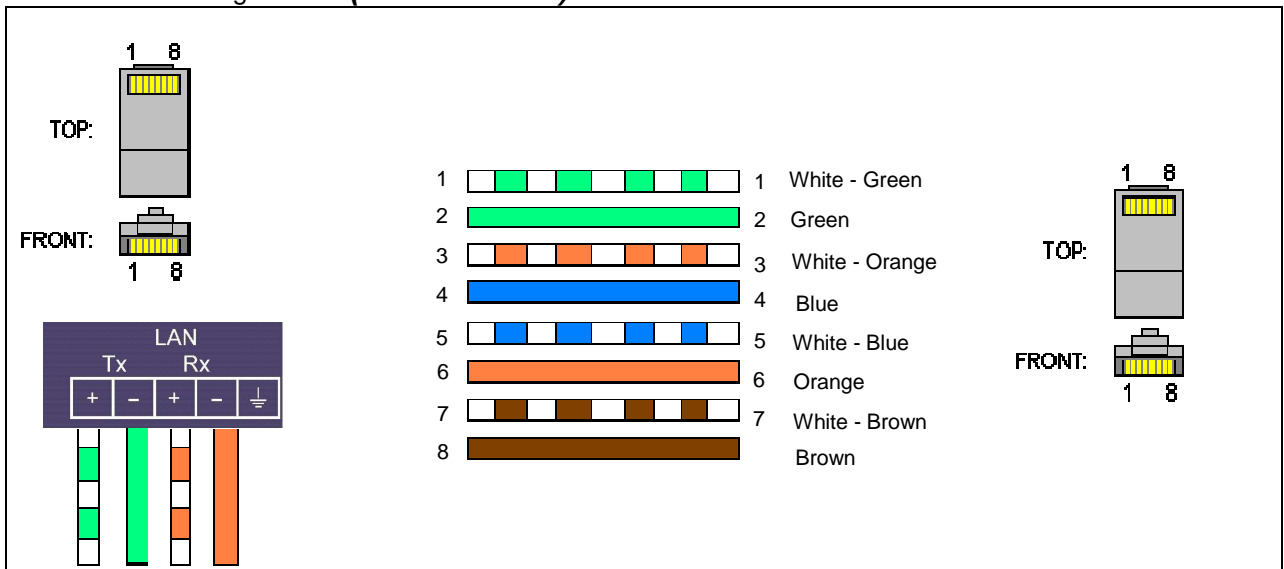 1 8
TOP:
FRONT:
1 8
LAN
Tx Rx
+ - + -
1 1 White - Green
2 2 Green
3 3 White - Orange
4 4 Blue
5 5 White - Blue
6 6 Orange
7 7 White - Brown
8 Brown
1 8
TOP:
FRONT:
1 8